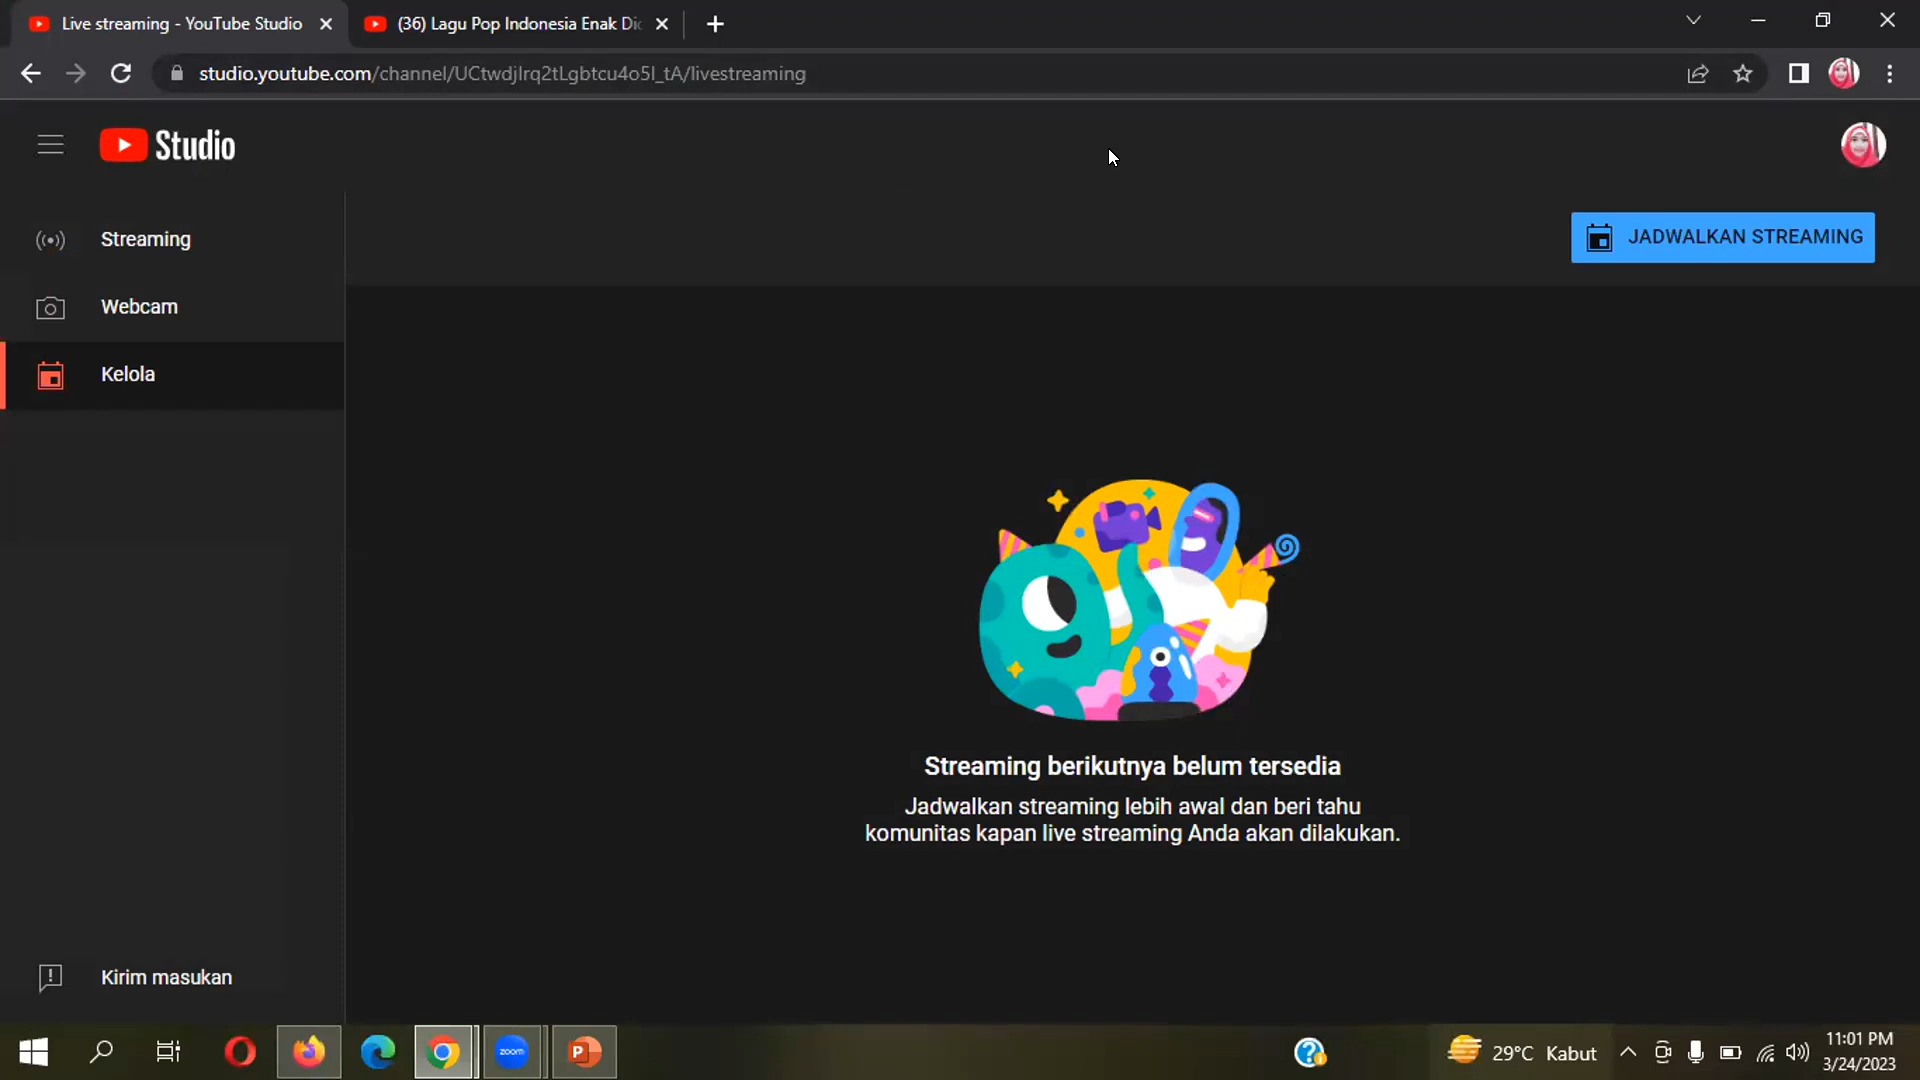 Live streaming - YouTube Studio
(36) Lagu Pop Indonesia Enak Di
studio.youtube.com/channel/UCtwdjIrq2tLgbtcu4o5I_tA/livestreaming
Studio
Streaming
JADWALKAN STREAMING
Webcam
Kelola
Streaming berikutnya belum tersedia
Jadwalkan streaming lebih awal dan beri tahu
komunitas kapan live streaming Anda akan dilakukan.
Kirim masukan
zoom
P
29°C Kabut
11:01 PM
3/24/2023